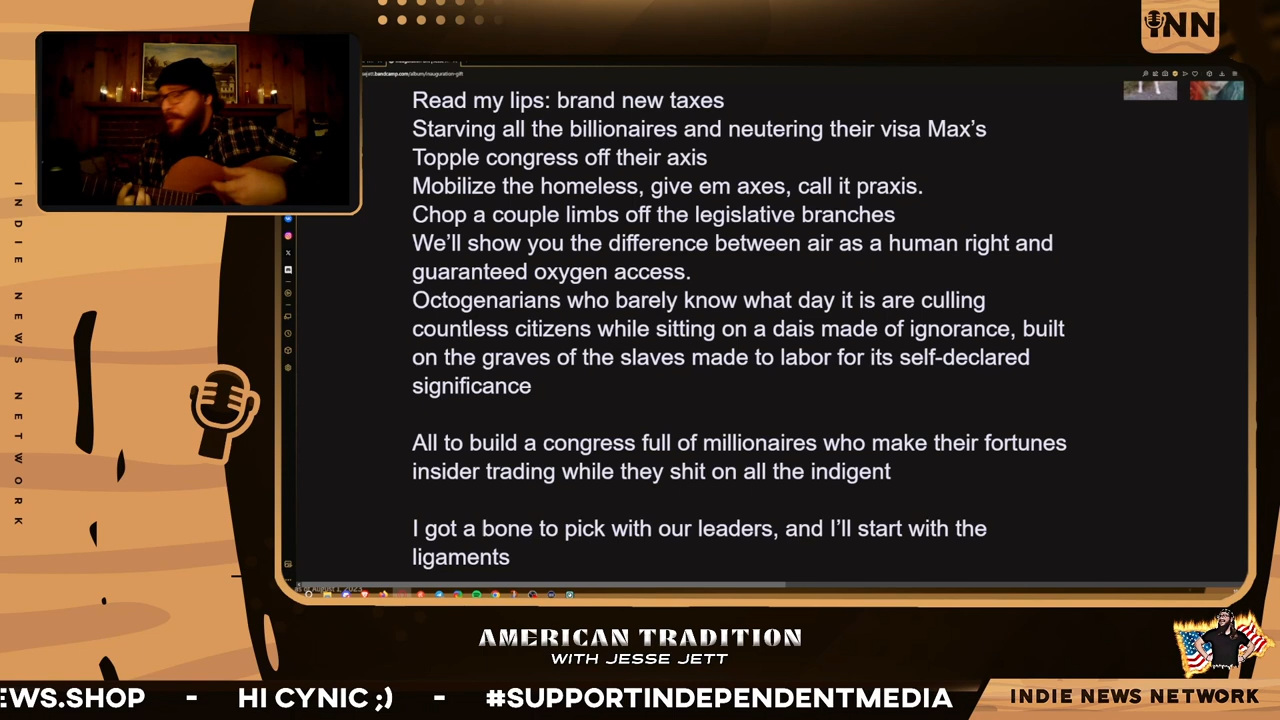 iNN
jett.bandcamp.com/album/inauguration-gift
Read my lips: brand new taxes
Starving all the billionaires and neutering their visa Max’s
Topple congress off their axis
Mobilize the homeless, give em axes, call it praxis.
Chop a couple limbs off the legislative branches
We’ll show you the difference between air as a human right and
guaranteed oxygen access.
Octogenarians who barely know what day it is are culling
countless citizens while sitting on a dais made of ignorance, built
on the graves of the slaves made to labor for its self-declared
significance
All to build a congress full of millionaires who make their fortunes
insider trading while they shit on all the indigent
I got a bone to pick with our leaders, and I’ll start with the
ligaments
INDIE NEWS NETWORK
AMERICAN TRADITION
WITH JESSE JETT
EWS.SHOP - HI CYNIC ;) - #SUPPORTINDEPENDENTMEDIA
INDIE NEWS NETWORK